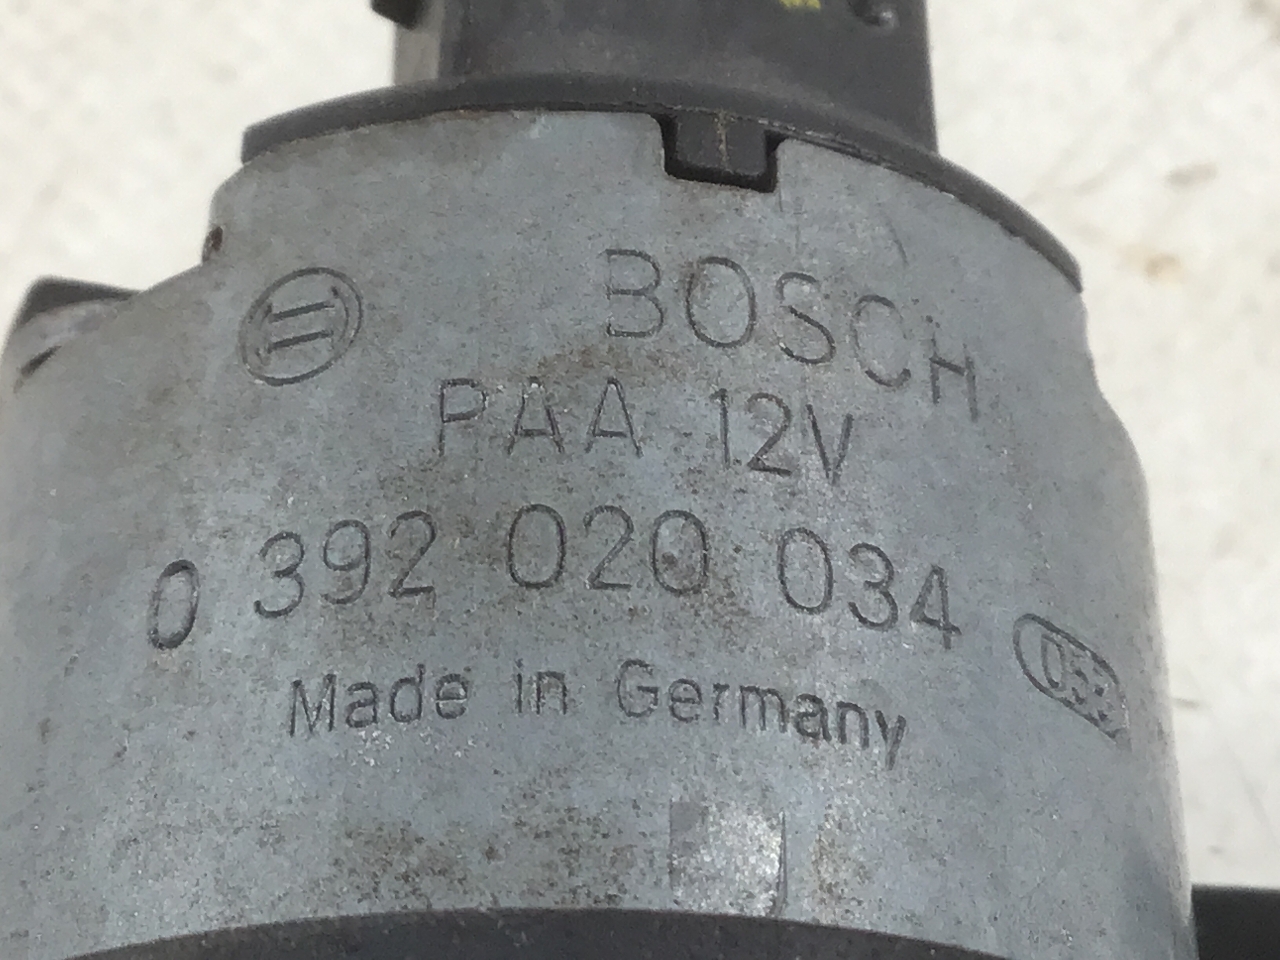 BOSCH
PAA 12V
0 392 020 034
Made in Germany